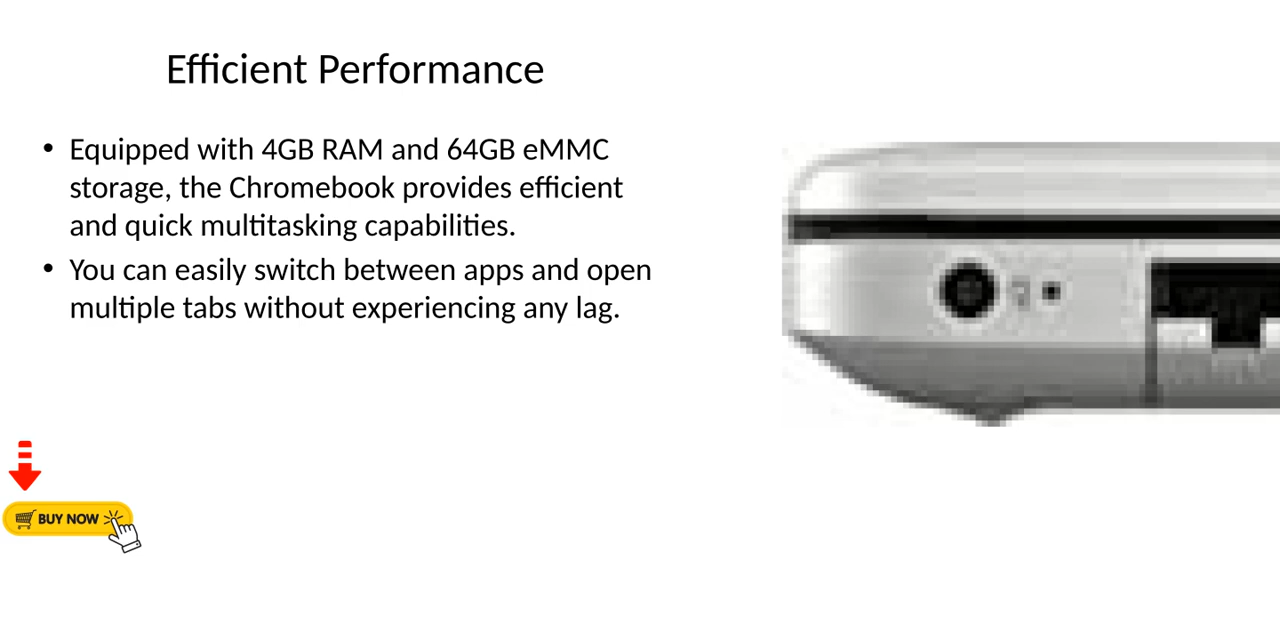 Efficient Performance
• Equipped with 4GB RAM and 64GB eMMC
storage, the Chromebook provides efficient
and quick multitasking capabilities.
• You can easily switch between apps and open
multiple tabs without experiencing any lag.
BUY NOW